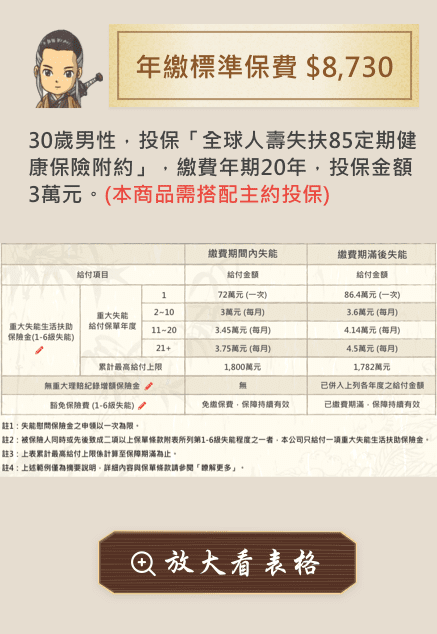 年繳標準保費 $8,730
30歲男性，投保「全球人壽失扶85定期健
康保險附約」，繳費年期20年，投保金額
3萬元。(本商品需搭配主約投保)
繳費期間內失能 繳費期滿後失能
給付項目 給付金額 給付金額
重大失能生活扶助
保險金(1-6級失能)
重大失能
給付保單年度
1 72萬元 (一次) 86.4萬元 (一次)
2~10 3萬元 (每月) 3.6萬元 (每月)
11~20 3.45萬元 (每月) 4.14萬元 (每月)
21+ 3.75萬元 (每月) 4.5萬元 (每月)
累計最高給付上限 1,800萬元 1,782萬元
無重大理賠紀錄增額保險金 無 已併入上列各年度之給付金額
豁免保險費 (1-6級失能) 免繳保費，保障持續有效 已繳費期滿，保障持續有效
註1：失能慰問保險金之申領以一次為限。
註2：被保險人同時或先後致成二項以上保單條款附表所列第1-6級失能程度之一者，本公司只給付一項重大失能生活扶助保險金。
註3：上表累計最高給付上限係計算至保障期滿為止。
註4：上述範例僅為摘要說明，詳細內容與保單條款請參閱「瞭解更多」。
放大看表格